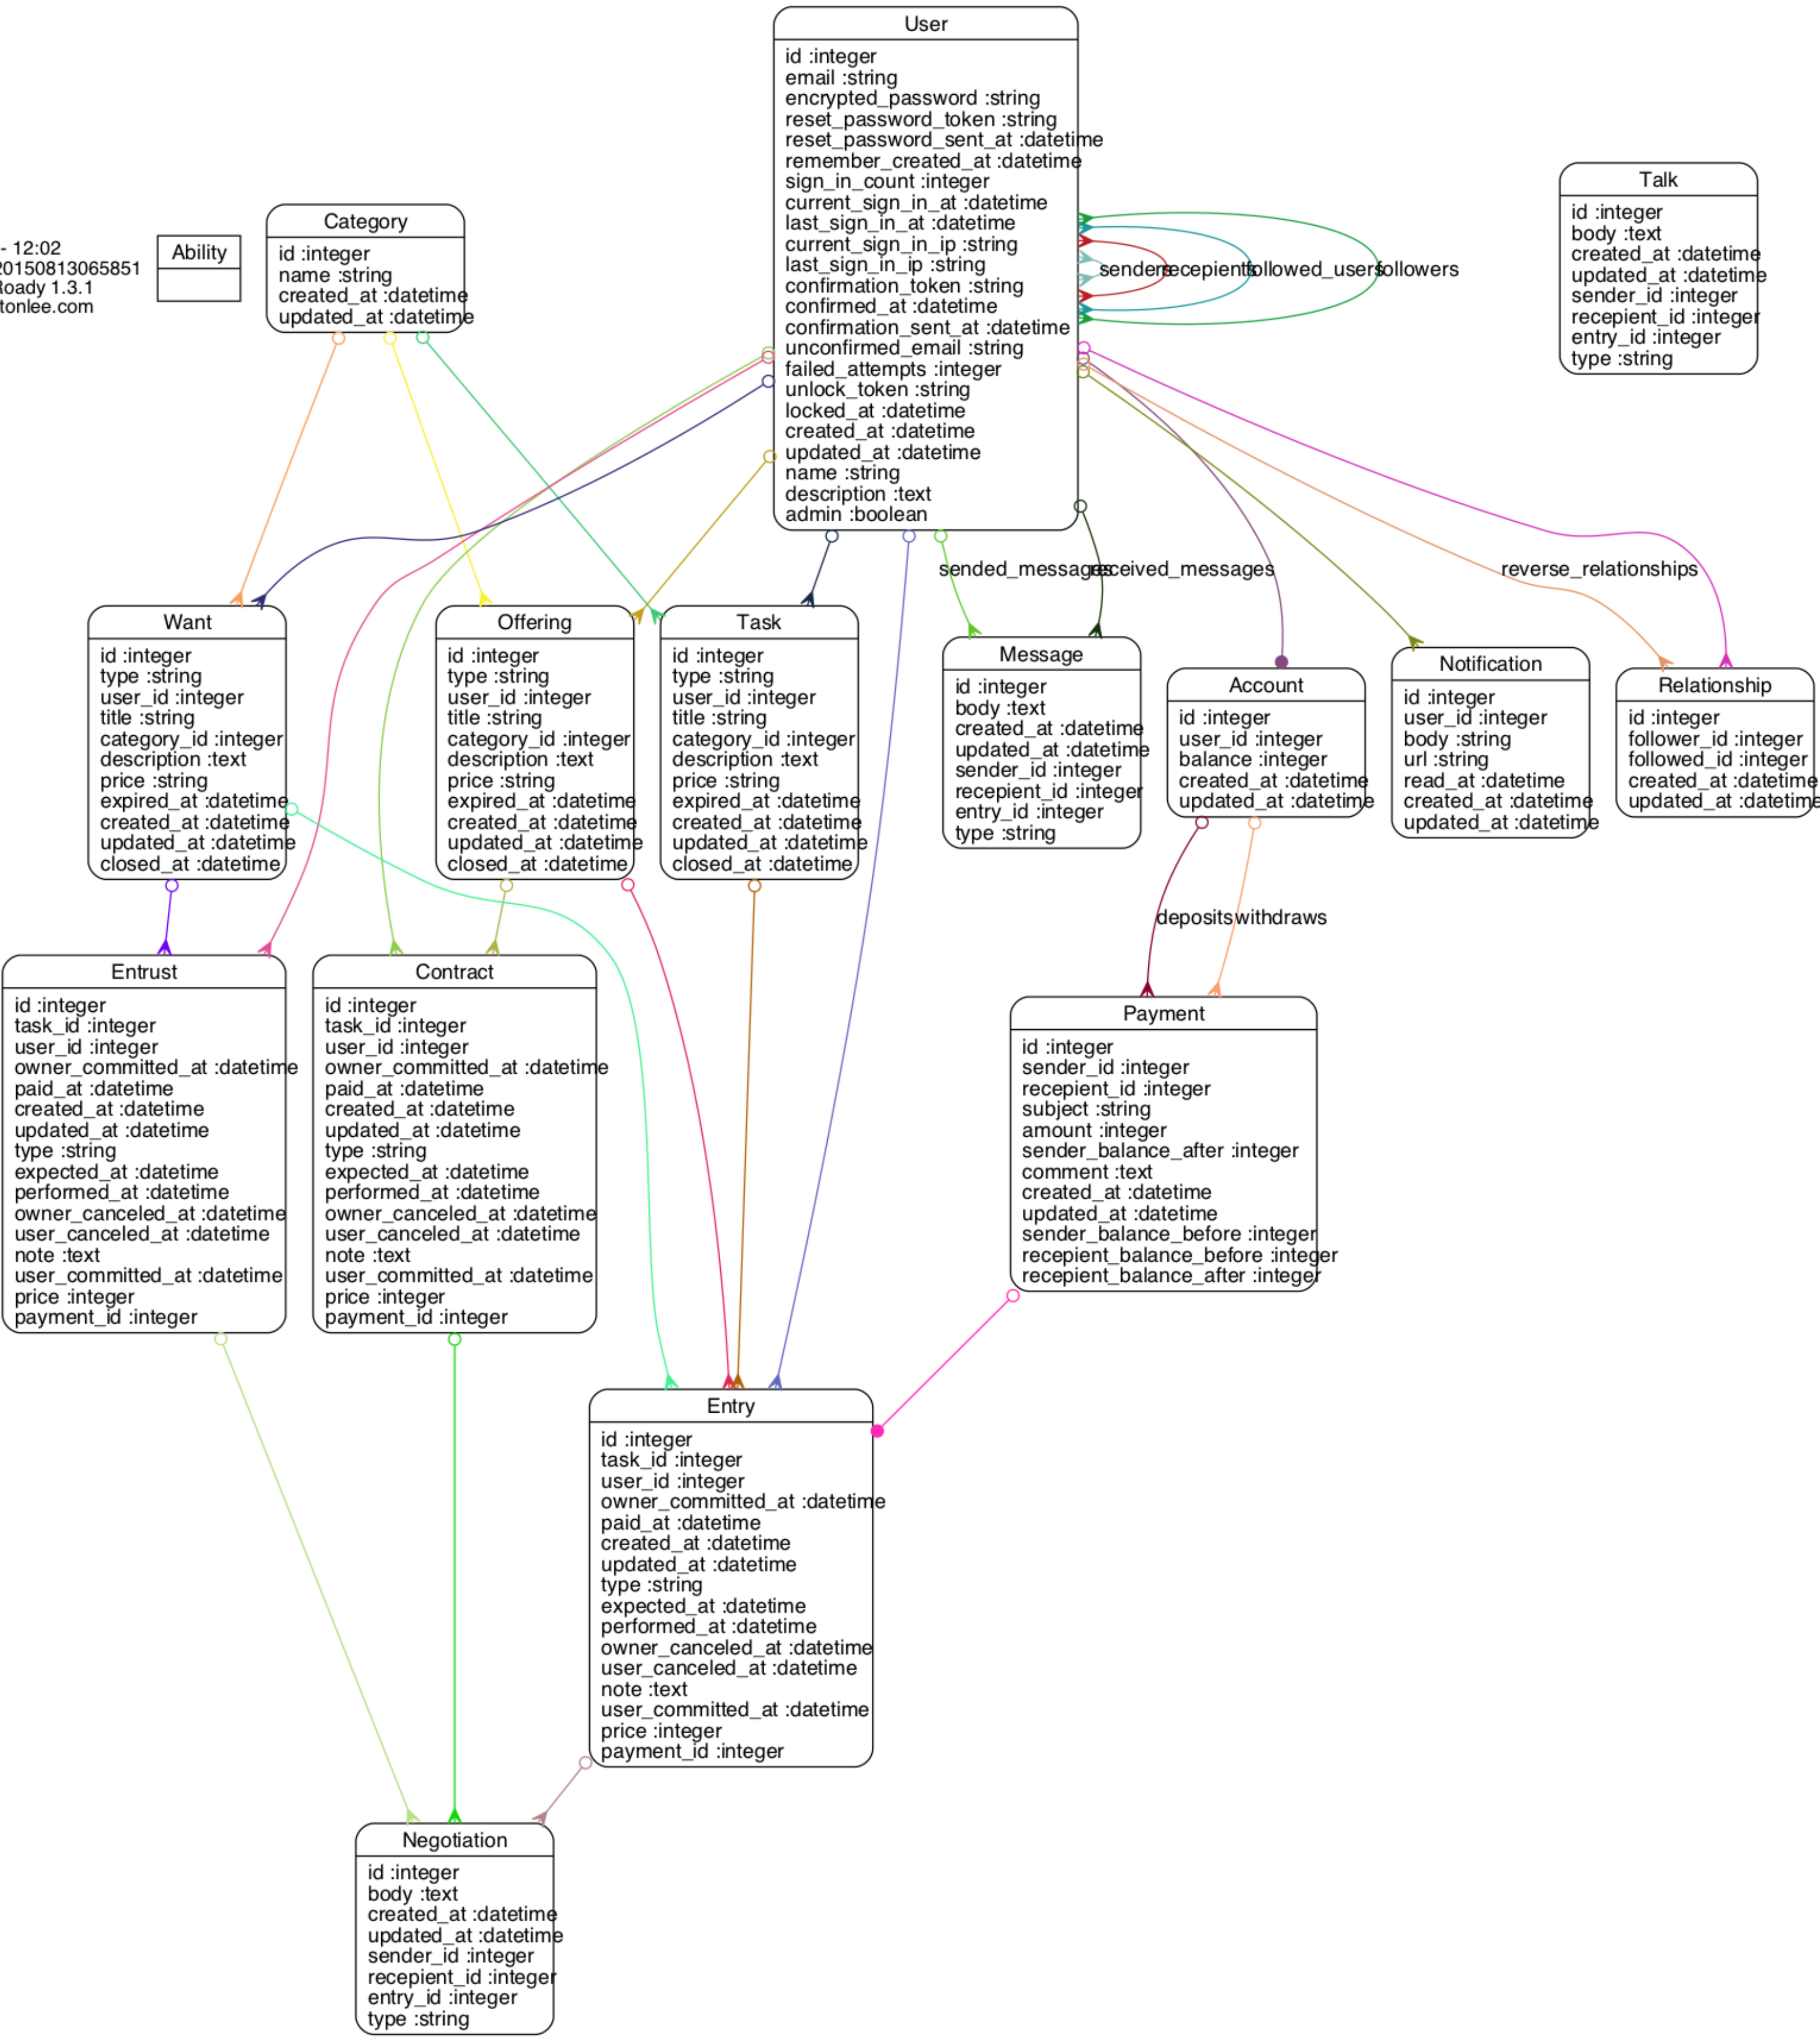 User
id :integer
email :string
encrypted_password :string
reset_password_token :string
reset_password_sent_at :datetime
remember_created_at :datetime
sign_in_count :integer
current_sign_in_at :datetime
last_sign_in_at :datetime
current_sign_in_ip :string
last_sign_in_ip :string
confirmation_token :string
confirmed_at :datetime
confirmation_sent_at :datetime
unconfirmed_email :string
failed_attempts :integer
unlock_token :string
locked_at :datetime
created_at :datetime
updated_at :datetime
name :string
description :text
admin :boolean
Talk
id :integer
body :text
created_at :datetime
updated_at :datetime
sender_id :integer
recepient_id :integer
entry_id :integer
type :string
- 12:02
20150813065851
Roady 1.3.1
tonlee.com
Ability
Category
id :integer
name :string
created_at :datetime
updated_at :datetime
senders
recepients
followed_users
followers
sended_messages
received_messages
reverse_relationships
Want
id :integer
type :string
user_id :integer
title :string
category_id :integer
description :text
price :string
expired_at :datetime
created_at :datetime
updated_at :datetime
closed_at :datetime
Offering
id :integer
type :string
user_id :integer
title :string
category_id :integer
description :text
price :string
expired_at :datetime
created_at :datetime
updated_at :datetime
closed_at :datetime
Task
id :integer
type :string
user_id :integer
title :string
category_id :integer
description :text
price :string
expired_at :datetime
created_at :datetime
updated_at :datetime
closed_at :datetime
Message
id :integer
body :text
created_at :datetime
updated_at :datetime
sender_id :integer
recepient_id :integer
entry_id :integer
type :string
Account
id :integer
user_id :integer
balance :integer
created_at :datetime
updated_at :datetime
Notification
id :integer
user_id :integer
body :string
url :string
read_at :datetime
created_at :datetime
updated_at :datetime
Relationship
id :integer
follower_id :integer
followed_id :integer
created_at :datetime
updated_at :datetime
deposits
withdraws
Entrust
id :integer
task_id :integer
user_id :integer
owner_committed_at :datetime
paid_at :datetime
created_at :datetime
updated_at :datetime
type :string
expected_at :datetime
performed_at :datetime
owner_canceled_at :datetime
user_canceled_at :datetime
note :text
user_committed_at :datetime
price :integer
payment_id :integer
Contract
id :integer
task_id :integer
user_id :integer
owner_committed_at :datetime
paid_at :datetime
created_at :datetime
updated_at :datetime
type :string
expected_at :datetime
performed_at :datetime
owner_canceled_at :datetime
user_canceled_at :datetime
note :text
user_committed_at :datetime
price :integer
payment_id :integer
Payment
id :integer
sender_id :integer
recepient_id :integer
subject :string
amount :integer
sender_balance_after :integer
comment :text
created_at :datetime
updated_at :datetime
sender_balance_before :integer
recepient_balance_before :integer
recepient_balance_after :integer
Entry
id :integer
task_id :integer
user_id :integer
owner_committed_at :datetime
paid_at :datetime
created_at :datetime
updated_at :datetime
type :string
expected_at :datetime
performed_at :datetime
owner_canceled_at :datetime
user_canceled_at :datetime
note :text
user_committed_at :datetime
price :integer
payment_id :integer
Negotiation
id :integer
body :text
created_at :datetime
updated_at :datetime
sender_id :integer
recepient_id :integer
entry_id :integer
type :string